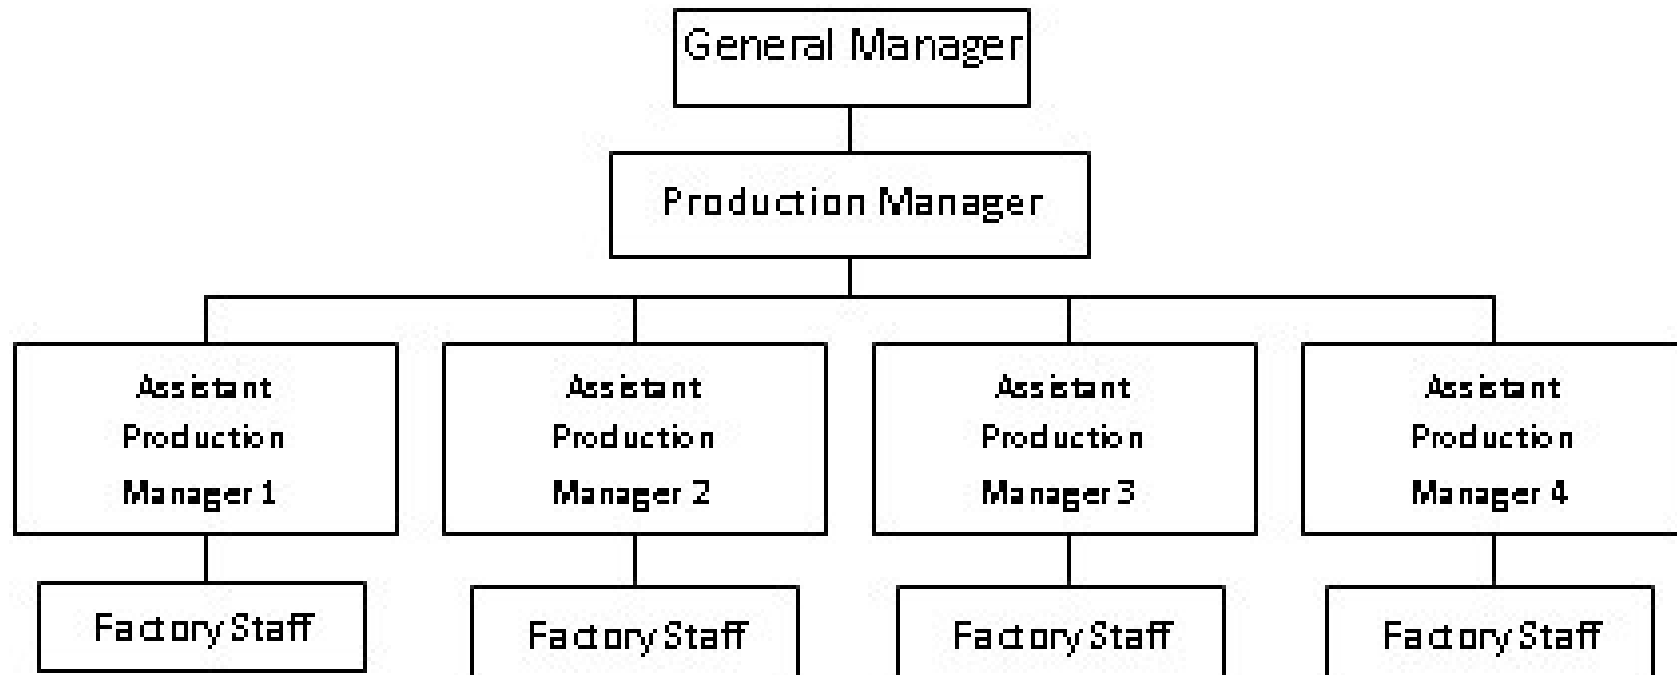 General Manager
Production Manager
Assistant
Production
Manager 1
Assistant
Production
Manager 2
Assistant
Production
Manager 3
Assistant
Production
Manager 4
Factory Staff
Factory Staff
Factory Staff
Factory Staff